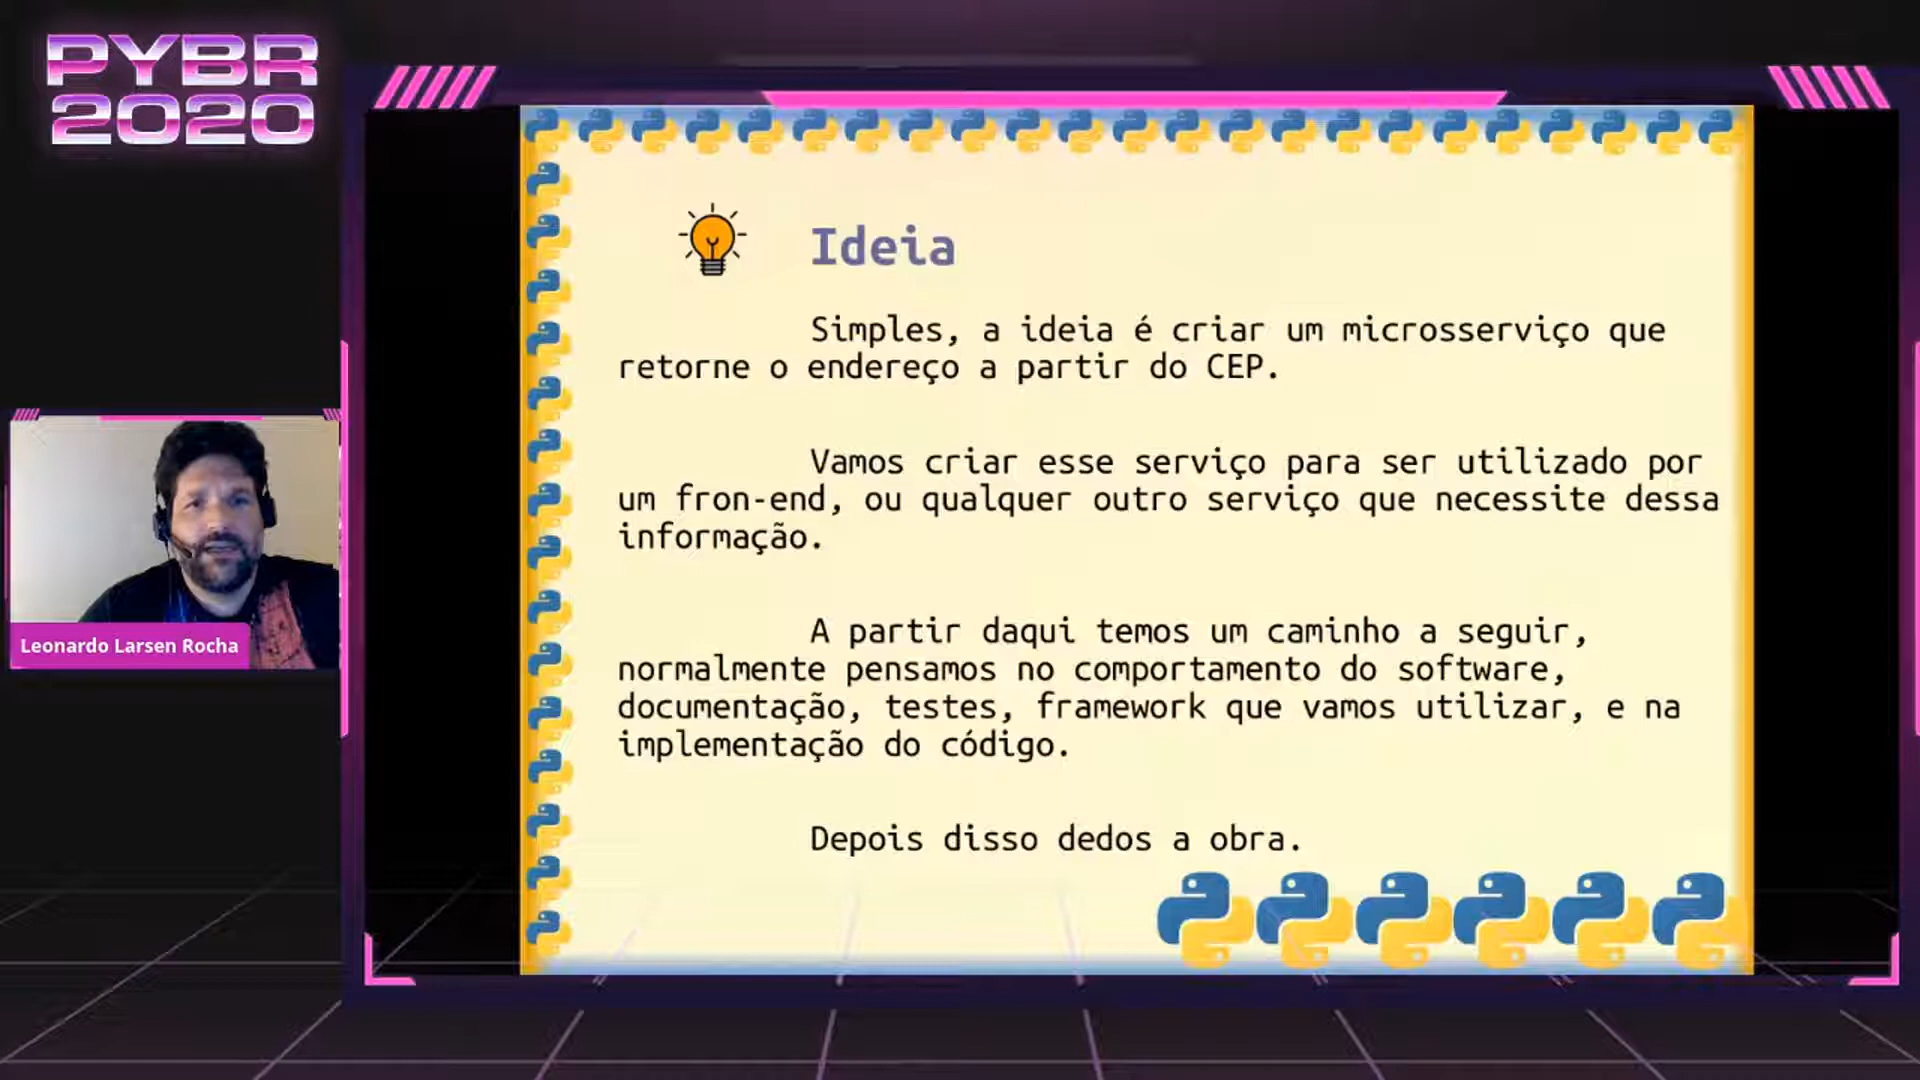 PYBR
2020
Ideia
Simples, a ideia é criar um microsserviço que
retorne o endereço a partir do CEP.
Vamos criar esse serviço para ser utilizado por
um fron-end, ou qualquer outro serviço que necessite dessa
informação.
A partir daqui temos um caminho a seguir,
normalmente pensamos no comportamento do software,
documentação, testes, framework que vamos utilizar, e na
implementação do código.
Depois disso dedos a obra.
Leonardo Larsen Rocha